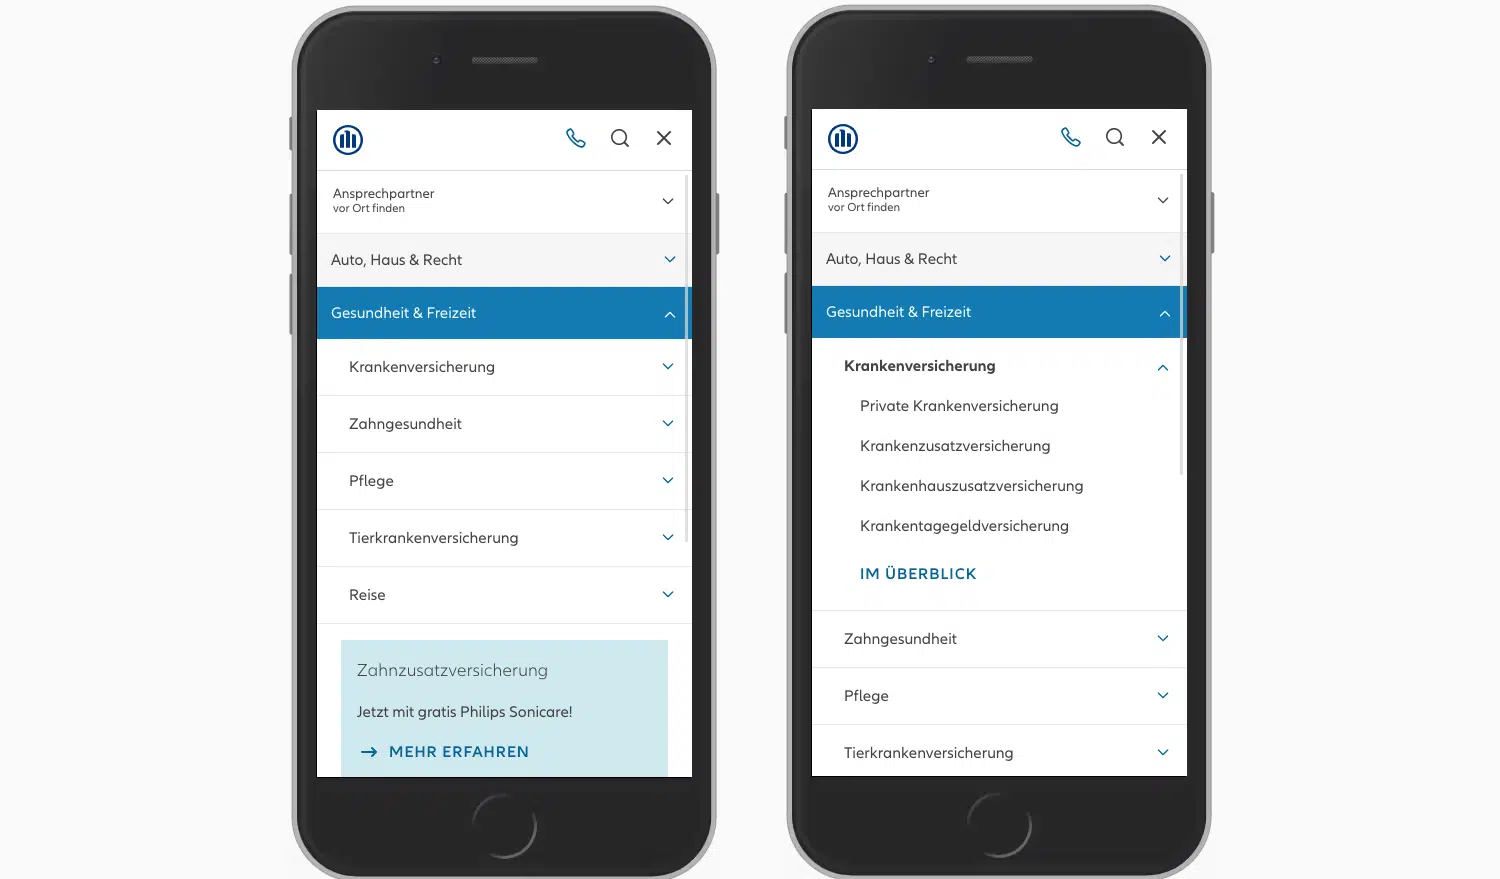 Ansprechpartner
vor Ort finden
Auto, Haus & Recht
Gesundheit & Freizeit
Krankenversicherung
Zahngesundheit
Pflege
Tierkrankenversicherung
Reise
Zahnzusatzversicherung
Jetzt mit gratis Philips Sonicare!
MEHR ERFAHREN
Ansprechpartner
vor Ort finden
Auto, Haus & Recht
Gesundheit & Freizeit
Krankenversicherung
Private Krankenversicherung
Krankenzusatzversicherung
Krankenhauszusatzversicherung
Krankentagegeldversicherung
IM ÜBERBLICK
Zahngesundheit
Pflege
Tierkrankenversicherung